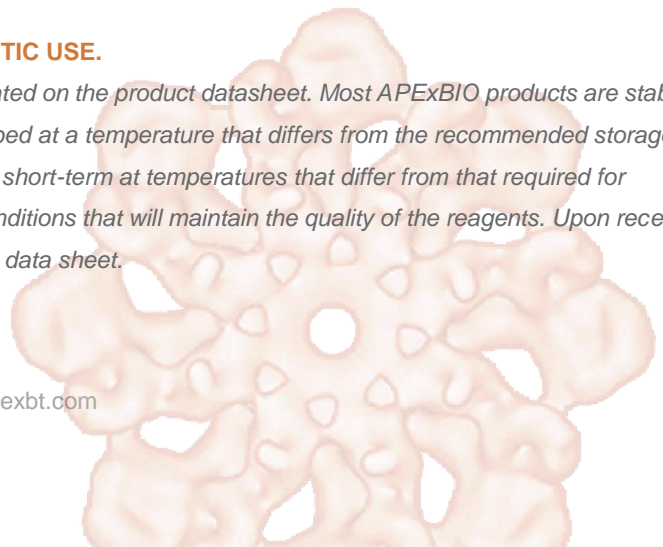 TIC USE.
ated on the product datasheet. Most APExBIO products are stab
ped at a temperature that differs from the recommended storage
short-term at temperatures that differ from that required for
nditions that will maintain the quality of the reagents. Upon rece
data sheet.
exbt.com